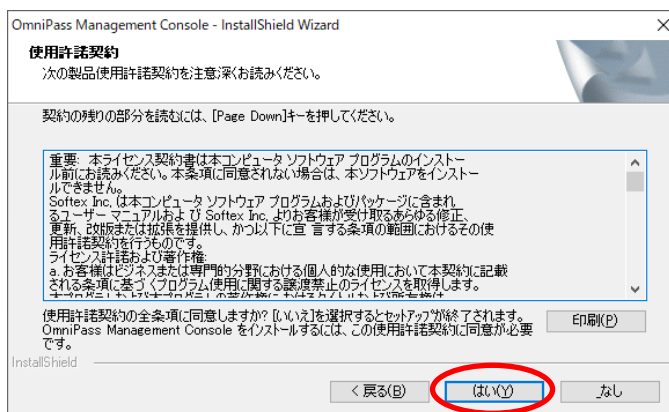 OmniPass Management Console - InstallShield Wizard
使用許諾契約
次の製品使用許諾契約を注意深くお読みください。
契約の残りの部分を読むには、[Page Down]キーを押してください。
重要: 本ライセンス契約書は本コンピュータ ソフトウェア プログラムのインストー
ル前にお読みください。本条項に同意されない場合は、本ソフトウェアをインストー
ルできません。
Softex Inc. は本コンピュータ ソフトウェア プログラムおよびパッケージに含まれ
るユーザー マニュアルおよ び Softex Inc. よりお客様が受け取るあらゆる修正、
更新、改版または拡張を提供し、かつ以下に宣 言する条項の範囲におけるその使
用許諾契約を行うものです。
ライセンス許諾および著作権:
a. お客様はビジネスまたは専門的分野における個人的な使用において本契約に記載
される条項に基づくプログラム使用に関する譲渡禁止のライセンスを取得します。
使用許諾契約の全条項に同意しますか? [いいえ]を選択するとセットアップが終了されます。
OmniPass Management Console をインストールするには、この使用許諾契約に同意が必要
です。
印刷(P)
InstallShield
< 戻る(B)
はい(Y)
なし